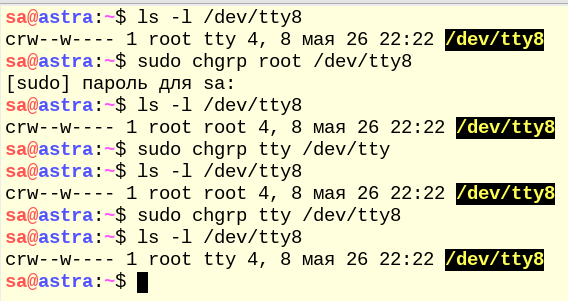 sa@astra:~$ ls -l /dev/tty8
crw--w---- 1 root tty 4, 8 мая 26 22:22 /dev/tty8
sa@astra:~$ sudo chgrp root /dev/tty8
[sudo] пароль для sa:
sa@astra:~$ ls -l /dev/tty8
crw--w---- 1 root root 4, 8 мая 26 22:22 /dev/tty8
sa@astra:~$ sudo chgrp tty /dev/tty
sa@astra:~$ ls -l /dev/tty8
crw--w---- 1 root root 4, 8 мая 26 22:22 /dev/tty8
sa@astra:~$ sudo chgrp tty /dev/tty8
sa@astra:~$ ls -l /dev/tty8
crw--w---- 1 root tty 4, 8 мая 26 22:22 /dev/tty8
sa@astra:~$